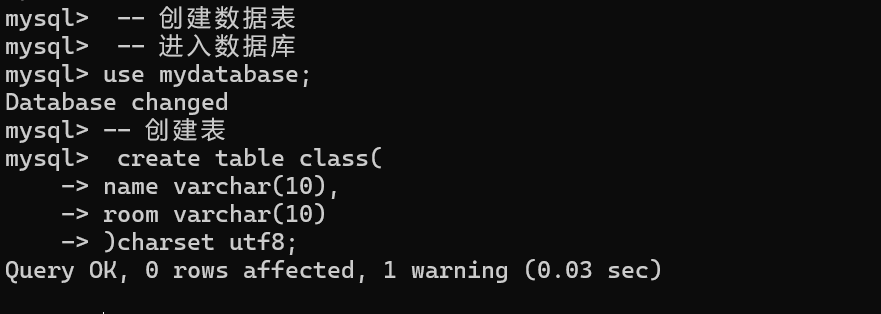 mysql>  -- 创建数据表
mysql>  -- 进入数据库
mysql> use mydatabase;
Database changed
mysql> -- 创建表
mysql>  create table class(
    -> name varchar(10),
    -> room varchar(10)
    -> )charset utf8;
Query OK, 0 rows affected, 1 warning (0.03 sec)